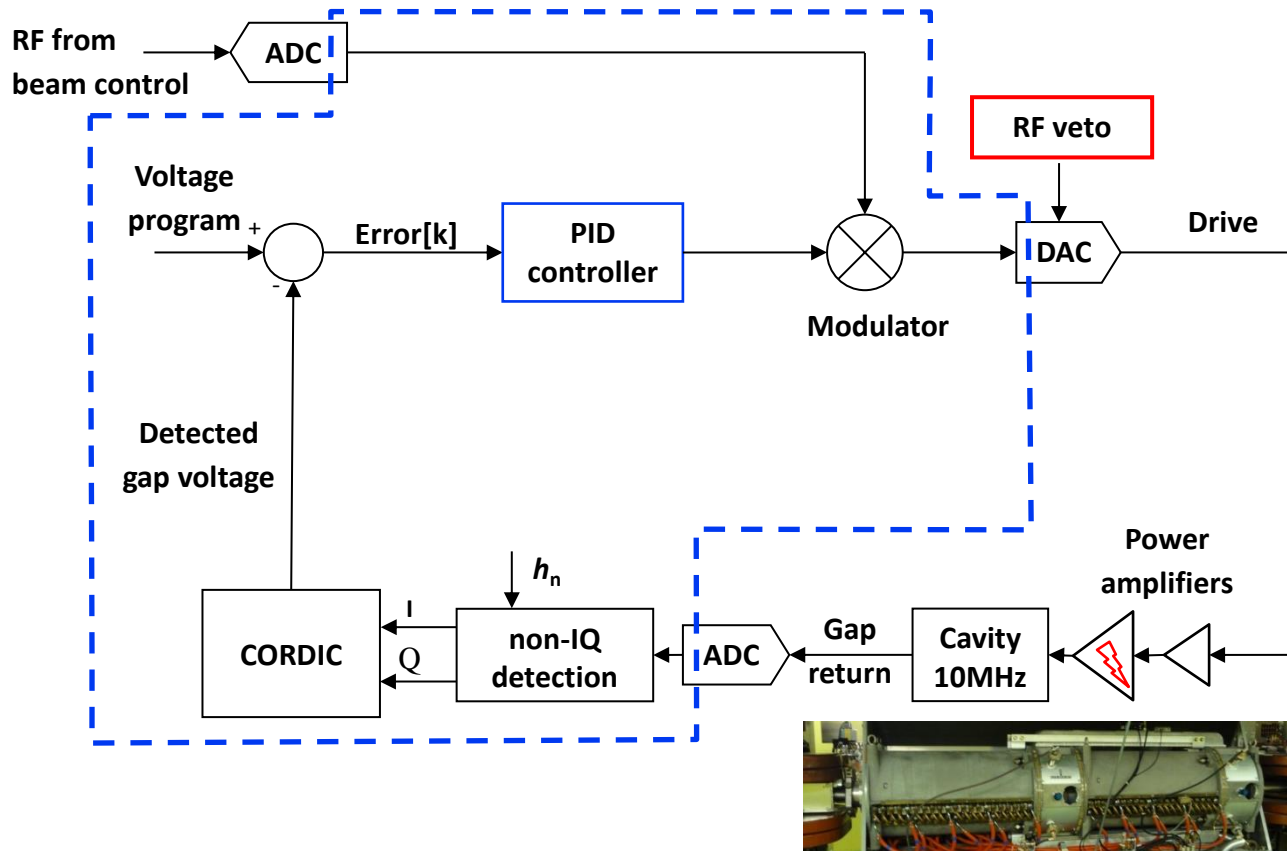 RF from
beam control
ADC
RF veto
Voltage
program
+
-
Error[k]
PID
controller
Modulator
DAC
Drive
Detected
gap voltage
Power
amplifiers
CORDIC
I
Q
hn
non-IQ
detection
ADC
Gap
return
Cavity
10MHz